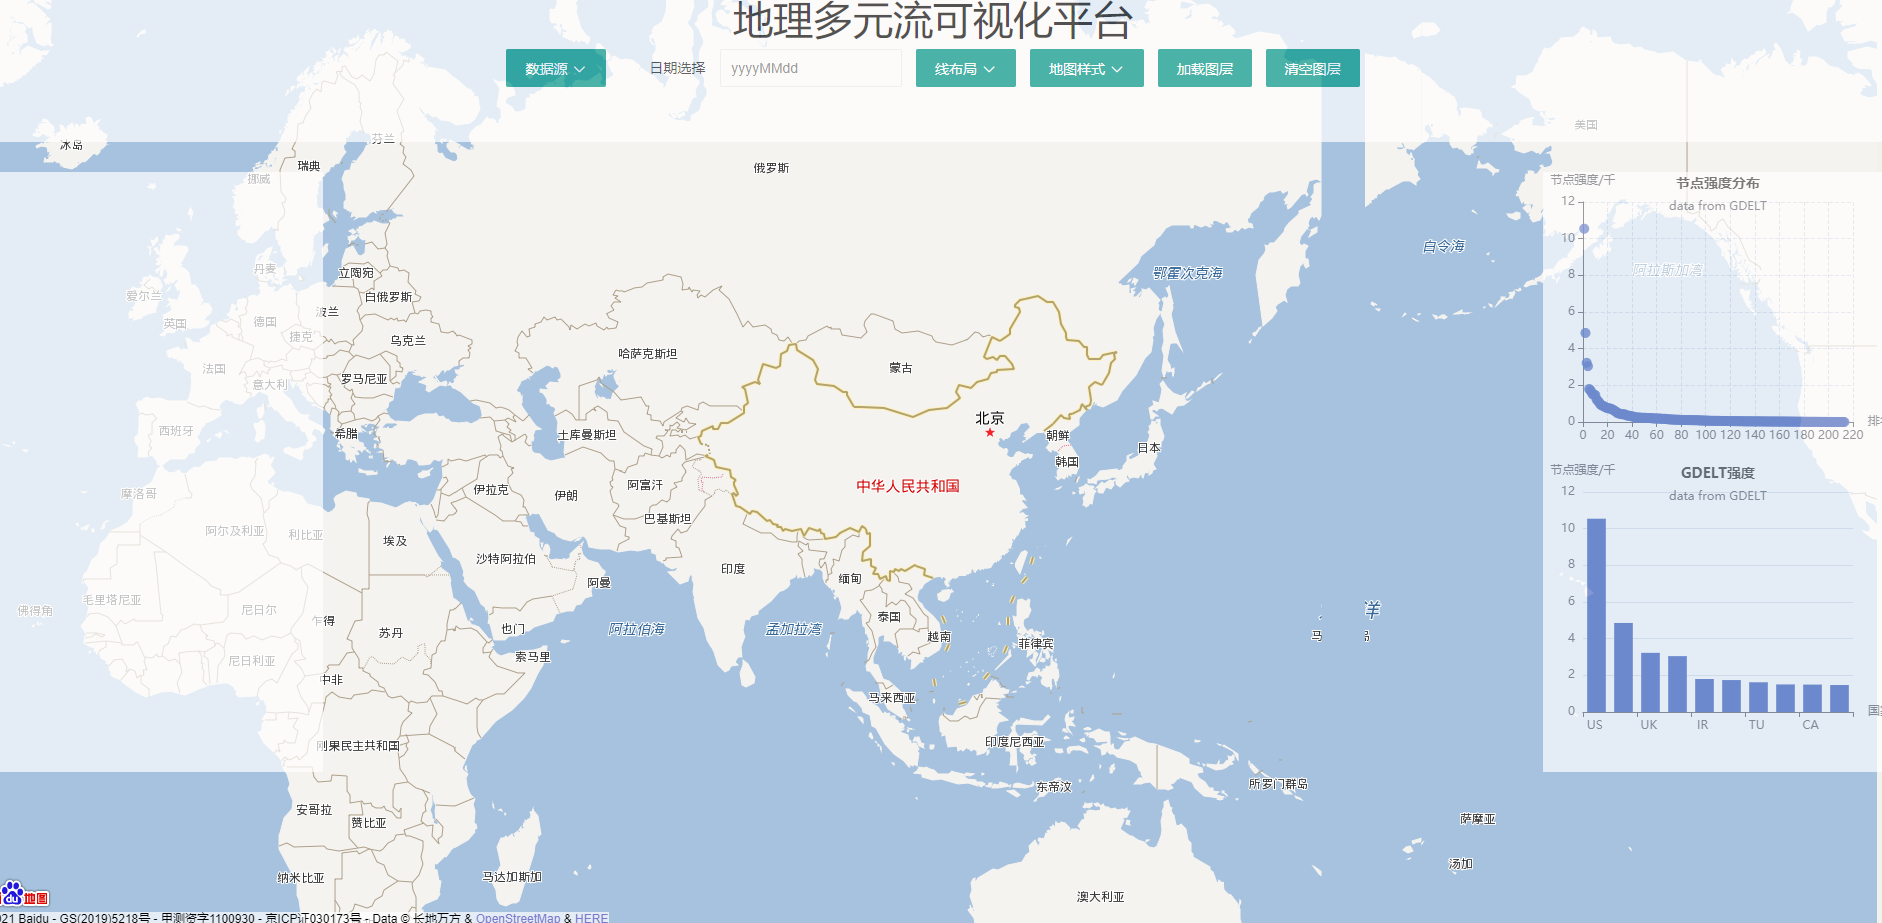 地理多元流可视化平台
数据源
日期选择
yyyyMMdd
线布局
地图样式
加载图层
清空图层
冰岛
芬兰
瑞典
挪威
俄罗斯
美国
白令海
鄂霍次克海
阿拉斯加湾
丹麦
立陶宛
爱尔兰
英国
白俄罗斯
波兰
德国
捷克
乌克兰
法国
意大利
罗马尼亚
哈萨克斯坦
蒙古
西班牙
希腊
土库曼斯坦
北京
朝鲜
韩国
日本
摩洛哥
伊拉克
伊朗
阿富汗
中华人民共和国
阿尔及利亚
利比亚
埃及
沙特阿拉伯
巴基斯坦
印度
缅甸
阿曼
佛得角
毛里塔尼亚
尼日尔
乍得
苏丹
也门
阿拉伯海
孟加拉湾
泰国
越南
菲律宾
洋
马
尼日利亚
索马里
中非
马来西亚
刚果民主共和国
印度尼西亚
东帝汶
所罗门群岛
安哥拉
赞比亚
萨摩亚
汤加
纳米比亚
马达加斯加
澳大利亚
节点强度/千
节点强度分布
data from GDELT
12
10
8
6
4
2
0
0 20 40 60 80 100 120 140 160 180 200 220
节点强度/千
GDELT强度
data from GDELT
12
10
8
6
4
2
0
US UK IR TU CA
du 地图
21 Baidu - GS(2019)5218号 - 甲测资字1100930 - 京ICP证030173号 - Data © 长地万方 & OpenStreetMap & HERE